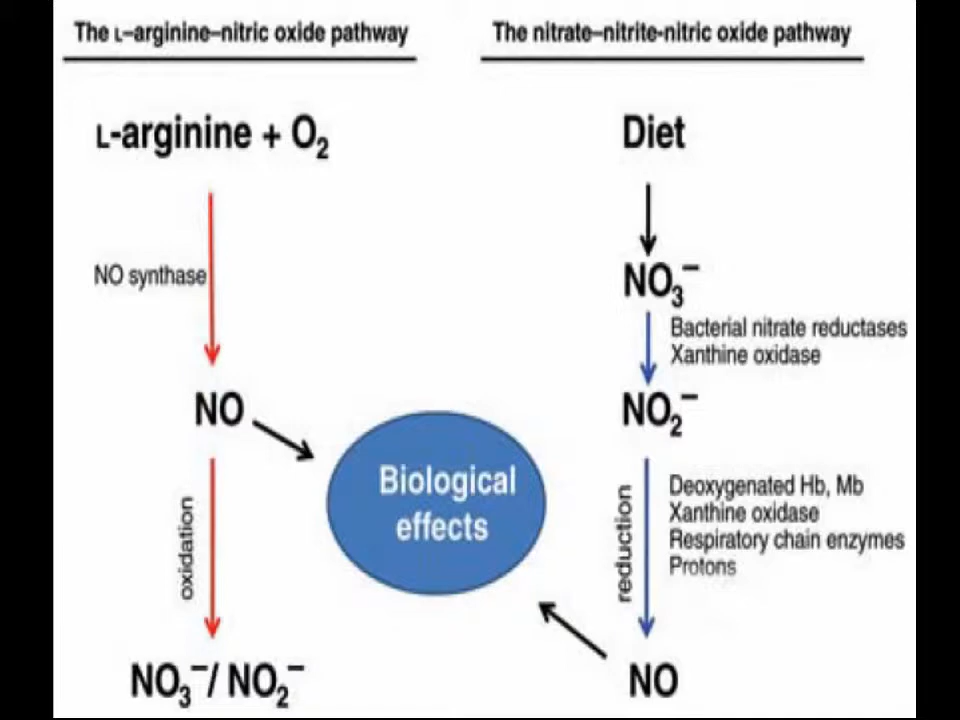 The L–arginine–nitric oxide pathway
L-arginine + O₂
NO synthase
NO
oxidation
NO₃⁻/ NO₂⁻
Biological
effects
The nitrate–nitrite-nitric oxide pathway
Diet
NO₃⁻
Bacterial nitrate reductases
Xanthine oxidase
NO₂⁻
reduction
Deoxygenated Hb, Mb
Xanthine oxidase
Respiratory chain enzymes
Protons
NO